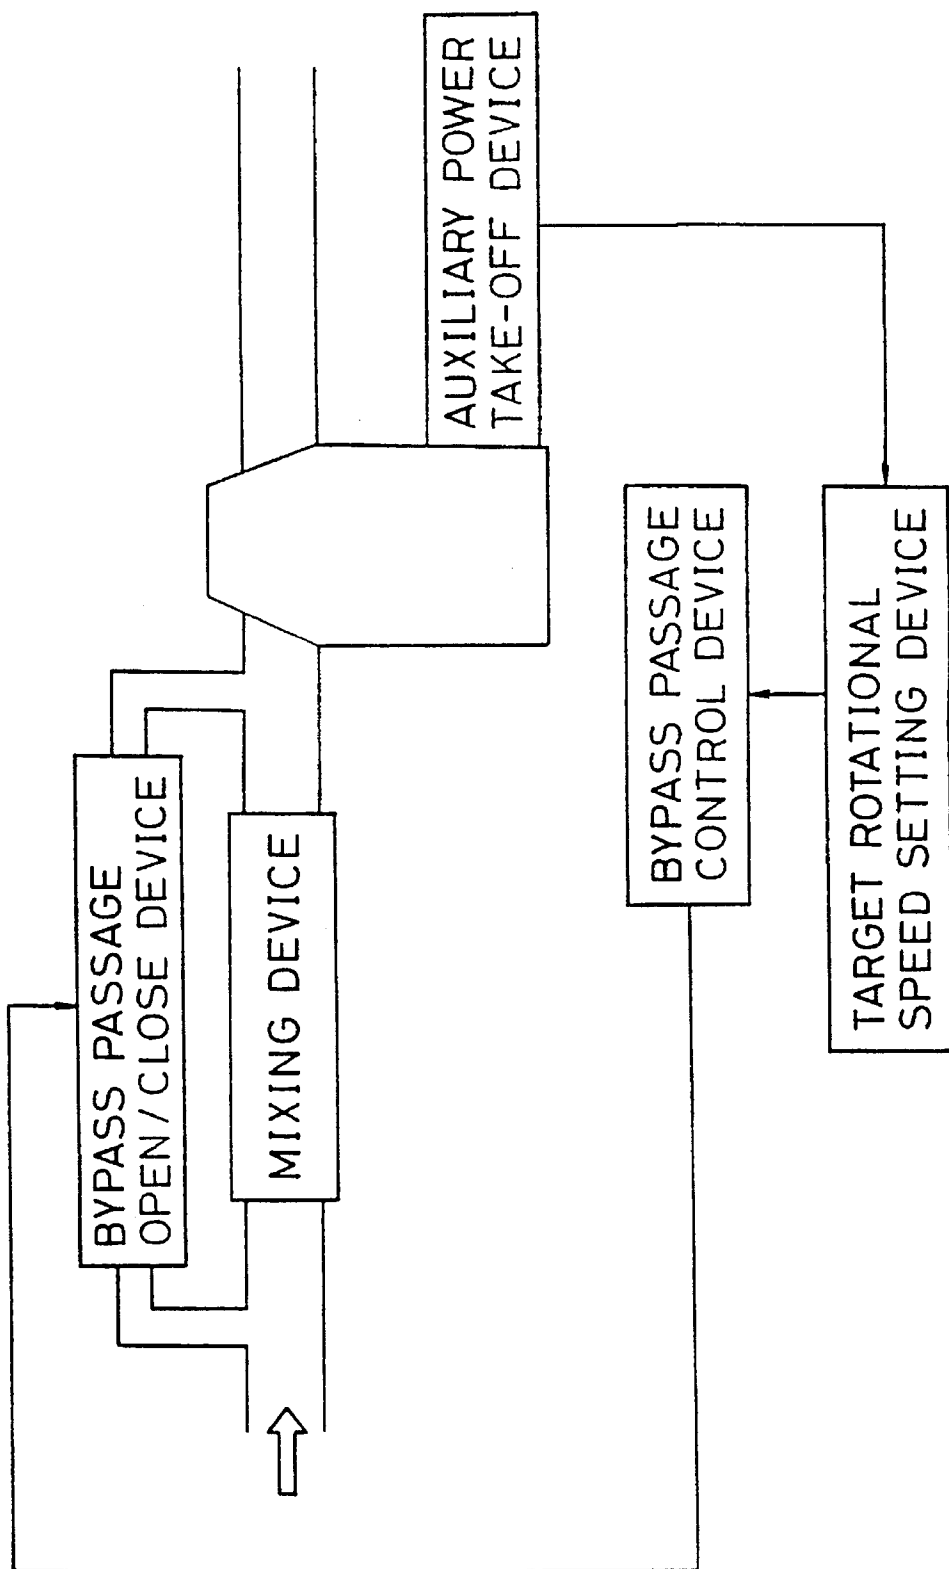 BYPASS PASSAGE
OPEN/CLOSE DEVICE
MIXING DEVICE
AUXILIARY POWER
TAKE-OFF DEVICE
BYPASS PASSAGE
CONTROL DEVICE
TARGET ROTATIONAL
SPEED SETTING DEVICE